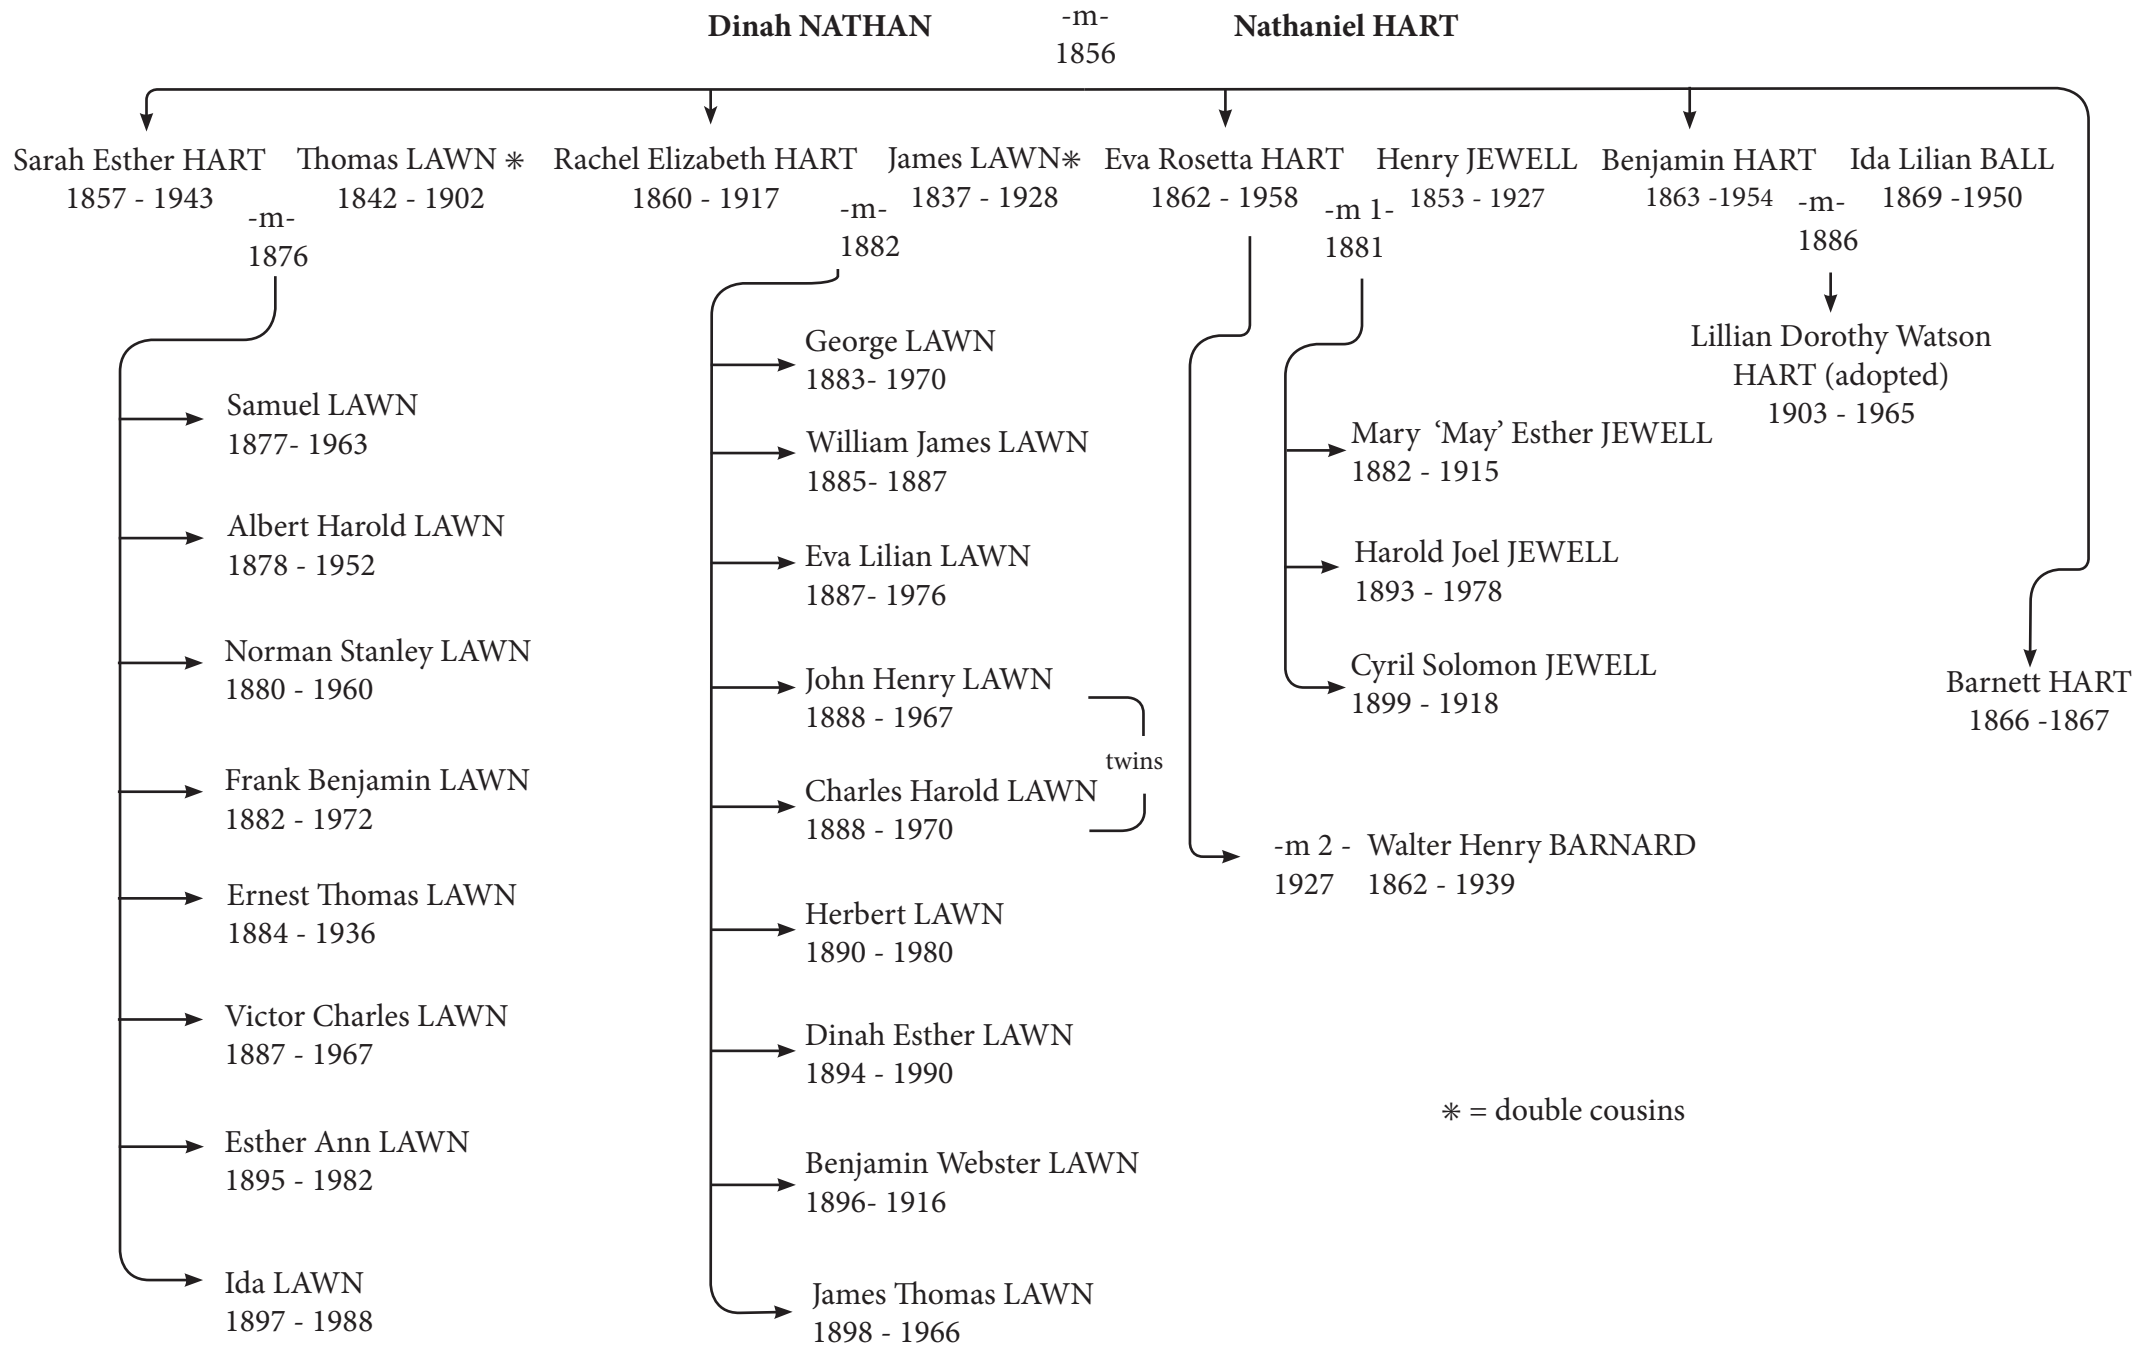 Dinah NATHAN
-m-
1856
Nathaniel HART
Sarah Esther HART
1857 - 1943
-m-
1876
Thomas LAWN *
1842 - 1902
Rachel Elizabeth HART
1860 - 1917
-m-
1882
James LAWN*
1837 - 1928
Eva Rosetta HART
1862 - 1958
-m 1-
1881
Henry JEWELL
1853 - 1927
Benjamin HART
1863 -1954
-m-
1886
Ida Lilian BALL
1869 -1950
Samuel LAWN
1877- 1963
Albert Harold LAWN
1878 - 1952
Norman Stanley LAWN
1880 - 1960
Frank Benjamin LAWN
1882 - 1972
Ernest Thomas LAWN
1884 - 1936
Victor Charles LAWN
1887 - 1967
Esther Ann LAWN
1895 - 1982
Ida LAWN
1897 - 1988
George LAWN
1883- 1970
William James LAWN
1885- 1887
Eva Lilian LAWN
1887- 1976
John Henry LAWN
1888 - 1967
twins
Charles Harold LAWN
1888 - 1970
Herbert LAWN
1890 - 1980
Dinah Esther LAWN
1894 - 1990
Benjamin Webster LAWN
1896- 1916
James Thomas LAWN
1898 - 1966
Mary ‘May’ Esther JEWELL
1882 - 1915
Harold Joel JEWELL
1893 - 1978
Cyril Solomon JEWELL
1899 - 1918
-m 2 - Walter Henry BARNARD
1927 1862 - 1939
Lillian Dorothy Watson
HART (adopted)
1903 - 1965
Barnett HART
1866 -1867
* = double cousins